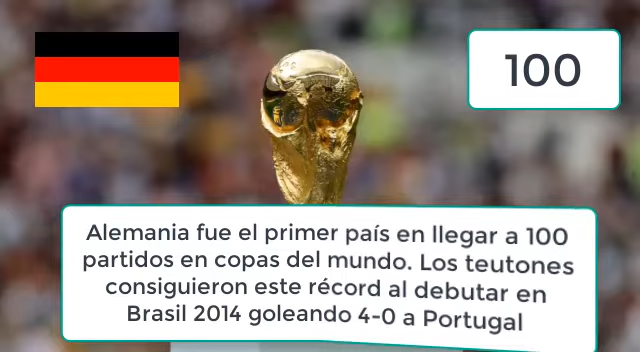 100
Alemania fue el primer país en llegar a 100
partidos en copas del mundo. Los teutones
consiguieron este récord al debutar en
Brasil 2014 goleando 4-0 a Portugal